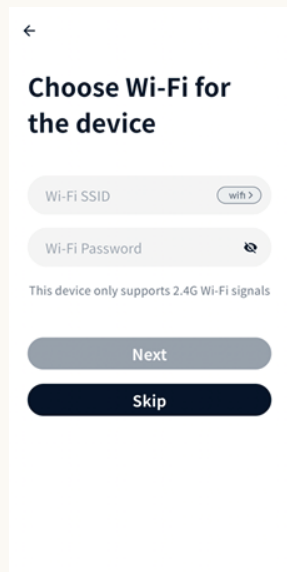 Choose Wi-Fi for
the device
Wi-Fi SSID
wifi >
Wi-Fi Password
This device only supports 2.4G Wi-Fi signals
Next
Skip